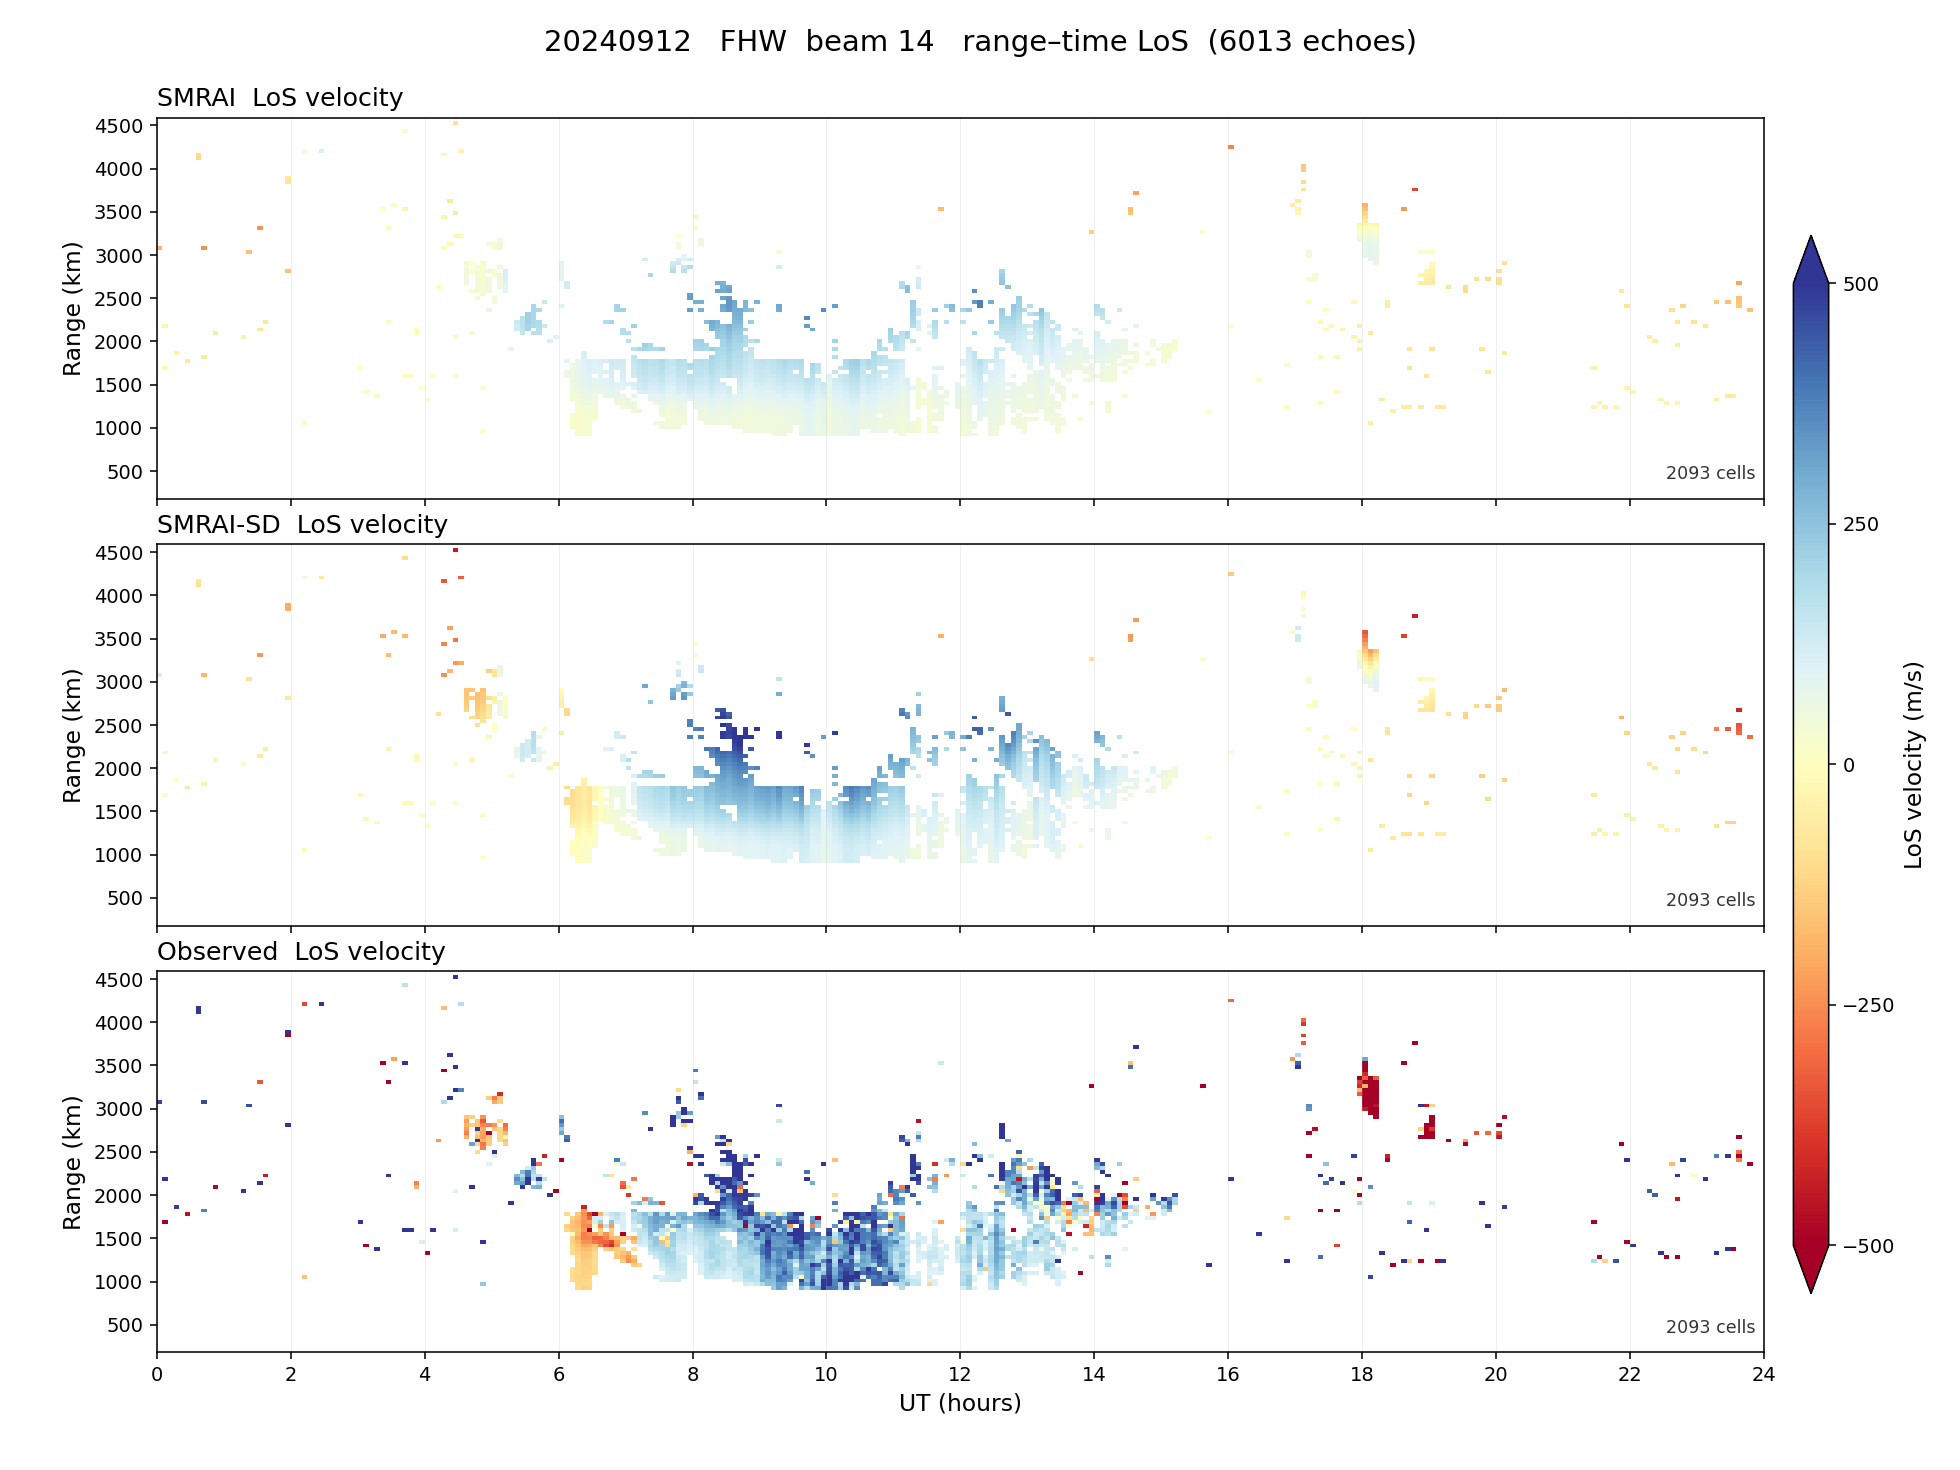 20240912 FHW beam 14 range–time LoS (6013 echoes)
SMRAI LoS velocity
4500
4000
3500
3000
2500
2000
1500
1000
500
Range (km)
2093 cells
SMRAI-SD LoS velocity
4500
4000
3500
3000
2500
2000
1500
1000
500
Range (km)
2093 cells
Observed LoS velocity
4500
4000
3500
3000
2500
2000
1500
1000
500
Range (km)
2093 cells
0 2 4 6 8 10 12 14 16 18 20 22 24
UT (hours)
500
250
0
−250
−500
LoS velocity (m/s)